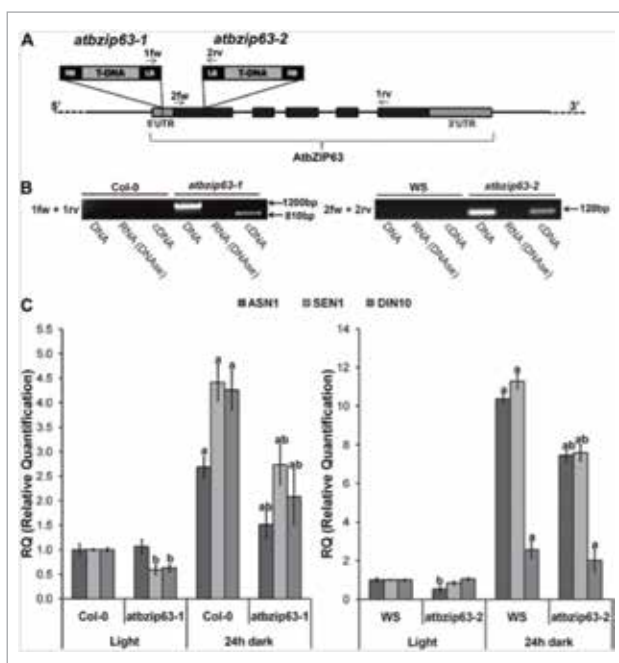 A atbzip63-1 atbzip63-2
1fw 2rv
RB T-DNA LB LB T-DNA RB
2fw 1rv
5' 3'
5'UTR 3'UTR
AtbZIP63
B Col-0 atbzip63-1 WS atbzip63-2
1fw + 1rv 1200bp 2fw + 2rv 128bp
810bp
DNA RNA (DNAse) cDNA DNA RNA (DNAse) cDNA DNA RNA (DNAse) cDNA DNA RNA (DNAse) cDNA
C ASN1 SEN1 DIN10
RQ (Relative Quantification)
5.5
5.0
4.5
4.0
3.5
3.0
2.5
2.0
1.5
1.0
0.5
0.0
b b a a a ab ab ab
Col-0 atbzip63-1 Col-0 atbzip63-1
Light 24h dark
RQ (Relative Quantification)
14
12
10
8
6
4
2
0
b a a a ab ab a
WS atbzip63-2 WS atbzip63-2
Light 24h dark